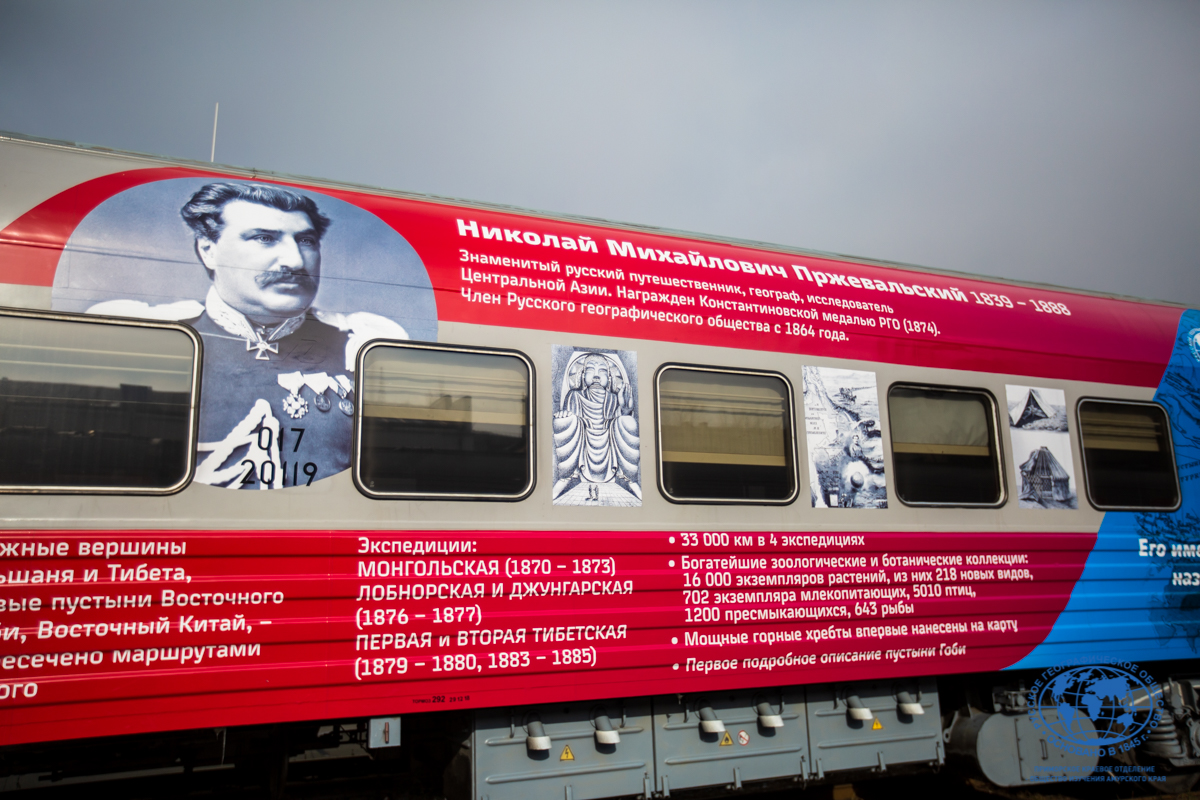 Николай Михайлович Пржевальский 1839 – 1888
Знаменитый русский путешественник, географ, исследователь
Центральной Азии. Награжден Константиновской медалью РГО (1874).
Член Русского географического общества с 1864 года.
017
20119
жные вершины
ьшаня и Тибета,
вые пустыни Восточного
би, Восточный Китай, –
ресечено маршрутами
ого
Экспедиции:
МОНГОЛЬСКАЯ (1870 – 1873)
ЛОБНОРСКАЯ И ДЖУНГАРСКАЯ
(1876 – 1877)
ПЕРВАЯ и ВТОРАЯ ТИБЕТСКАЯ
(1879 – 1880, 1883 – 1885)
• 33 000 км в 4 экспедициях
• Богатейшие зоологические и ботанические коллекции:
16 000 экземпляров растений, из них 218 новых видов,
702 экземпляра млекопитающих, 5010 птиц,
1200 пресмыкающихся, 643 рыбы
• Мощные горные хребты впервые нанесены на карту
• Первое подробное описание пустыни Гоби
Его име
наз